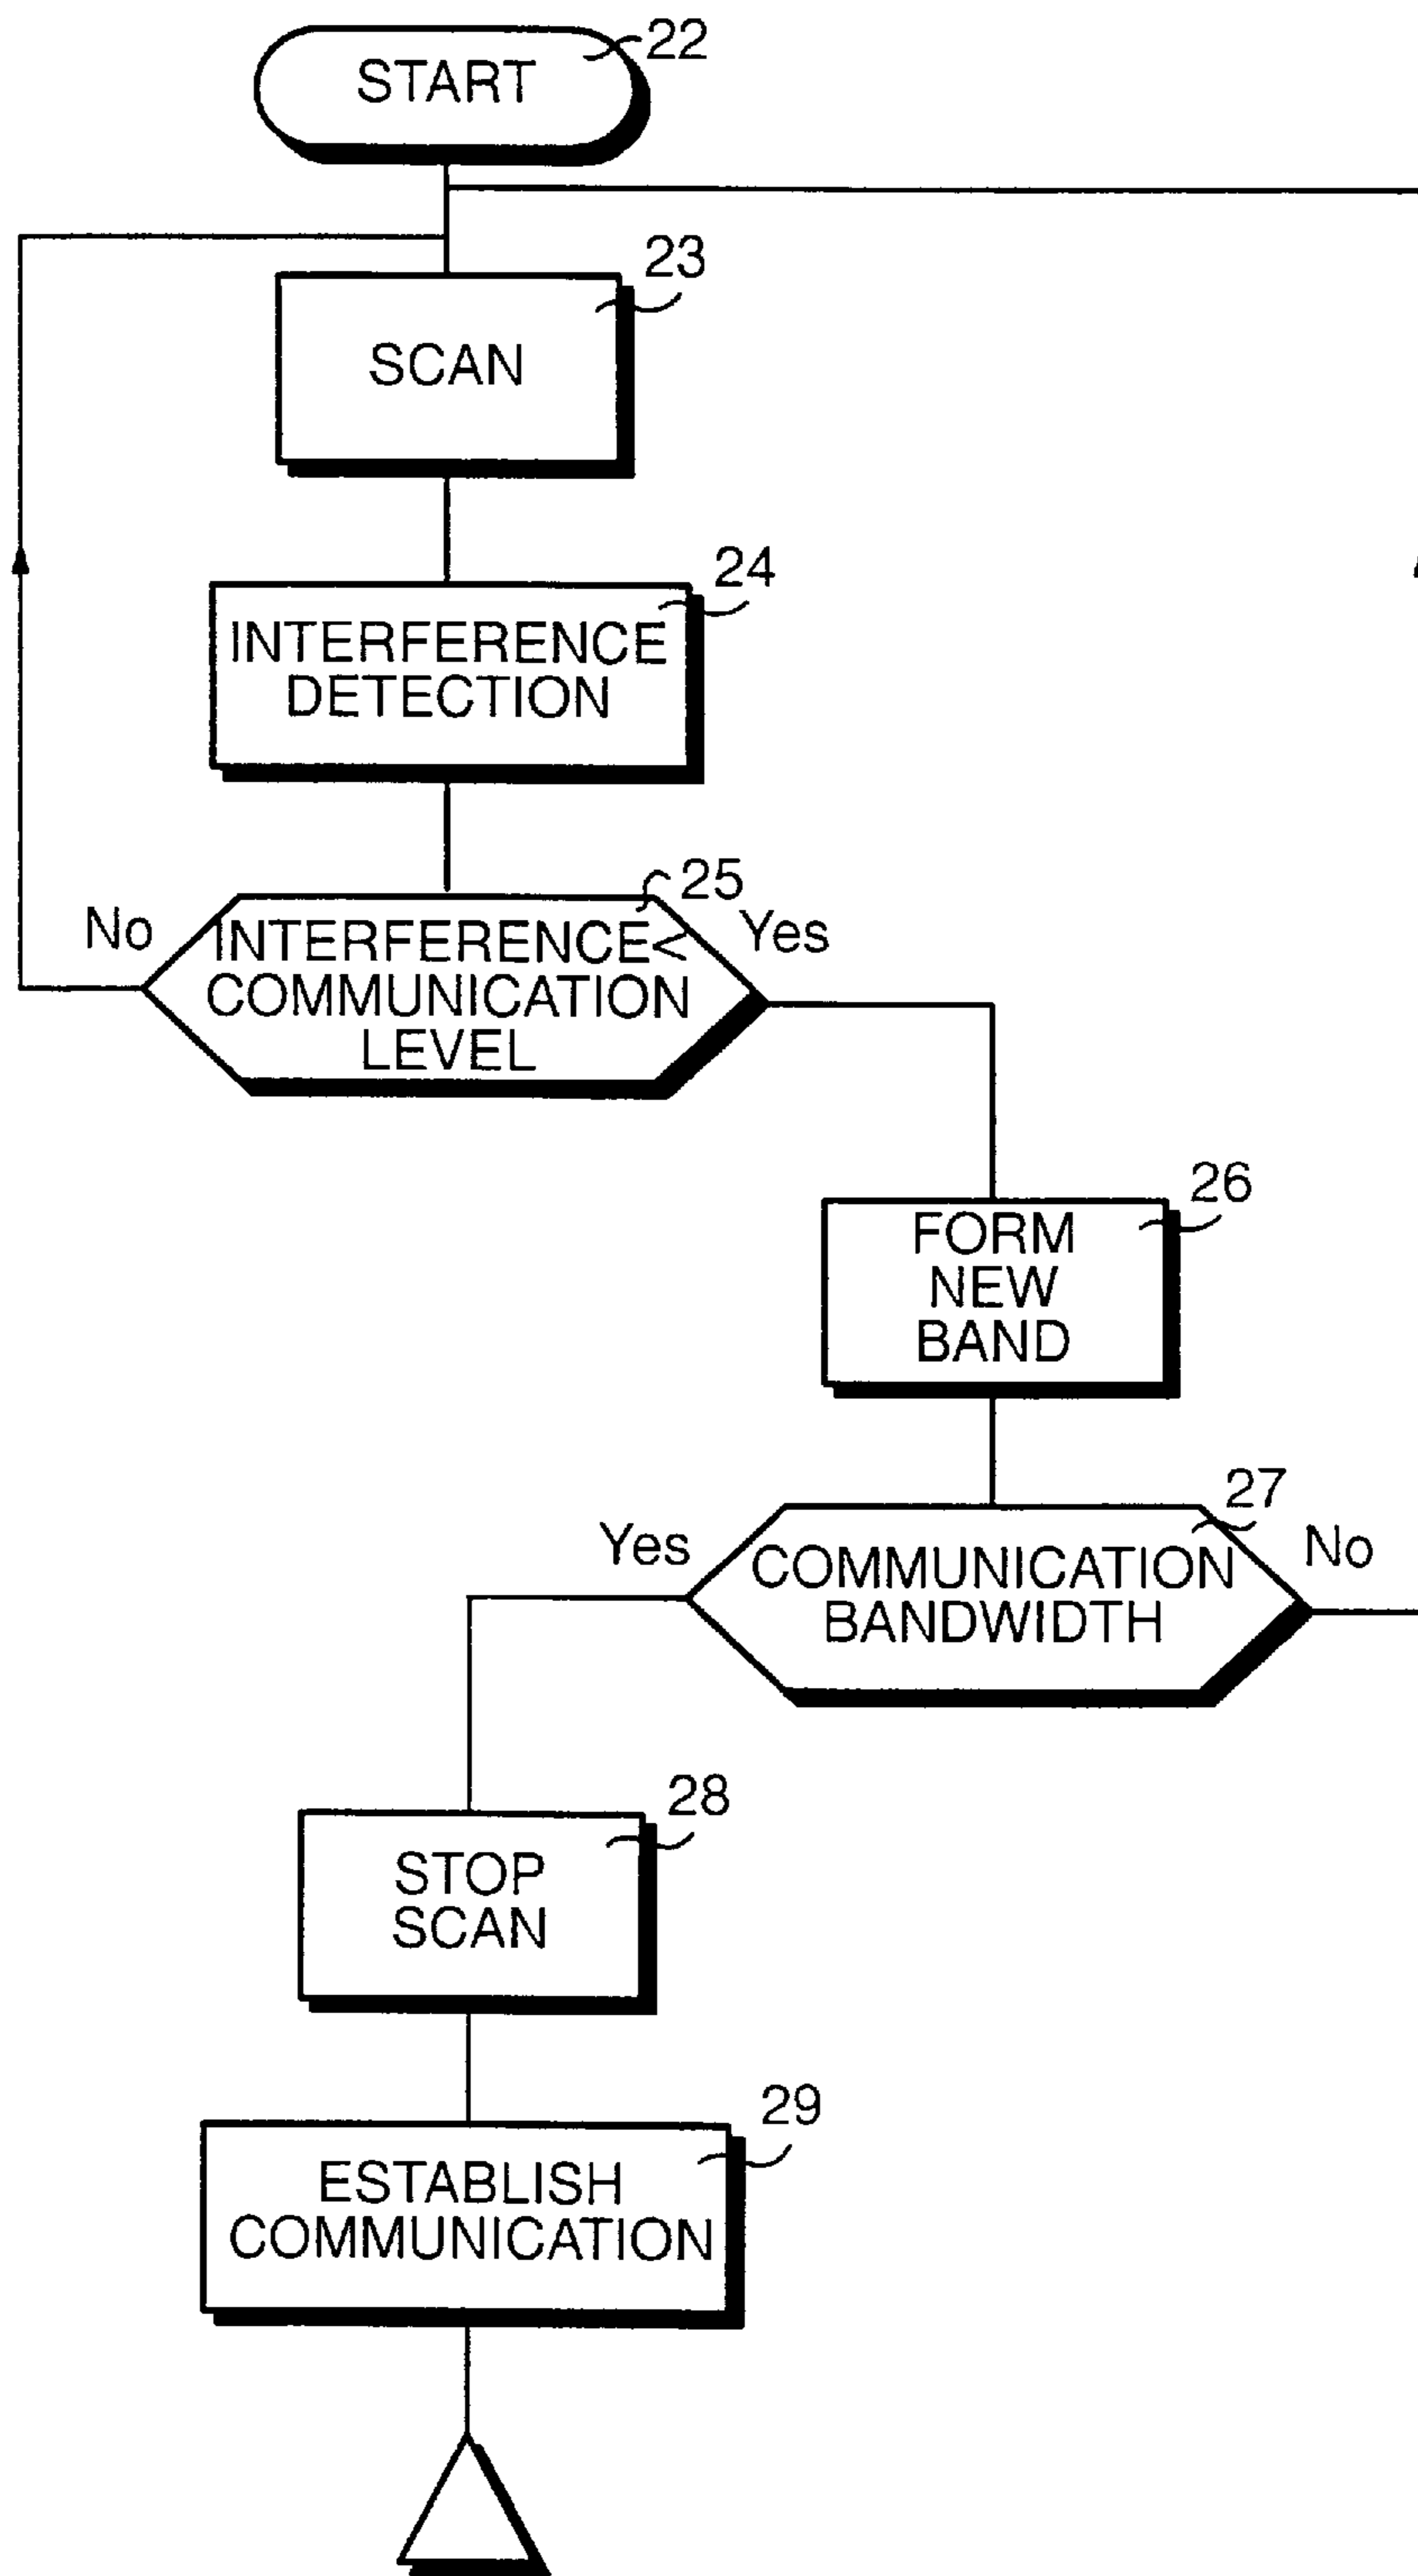 22
START
23
SCAN
24
INTERFERENCE
DETECTION
25
No
Yes
INTERFERENCE<
COMMUNICATION
LEVEL
26
FORM
NEW
BAND
27
Yes
No
COMMUNICATION
BANDWIDTH
28
STOP
SCAN
29
ESTABLISH
COMMUNICATION